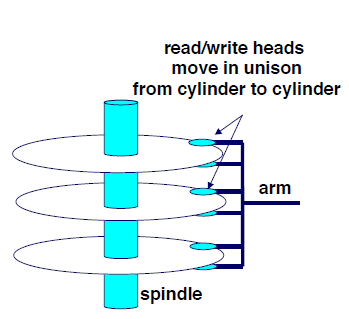 read/write heads
move in unison
from cylinder to cylinder
arm
spindle